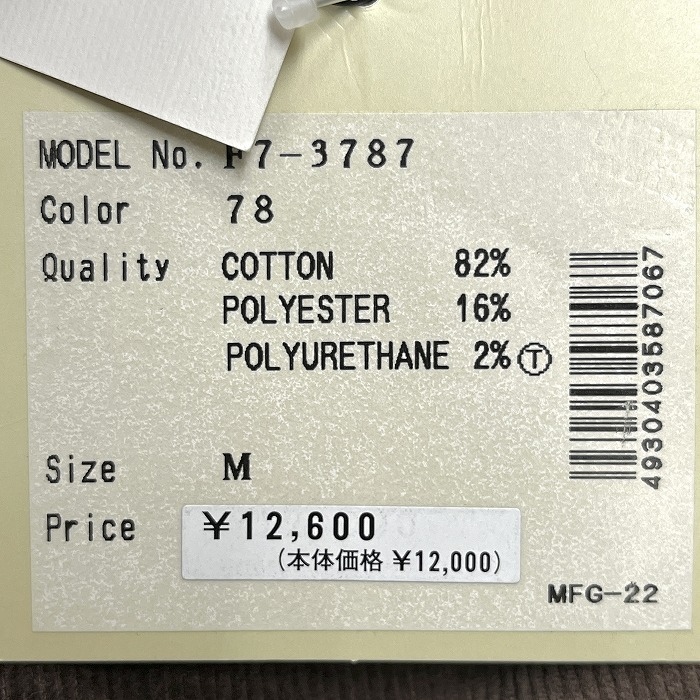 MODEL No. F7-3787
Color 78
Quality COTTON 82%
POLYESTER 16%
POLYURETHANE 2% Ⓣ
4930403587067
Size M
Price ¥12,600
(本体価格 ¥12,000)
MFG-22